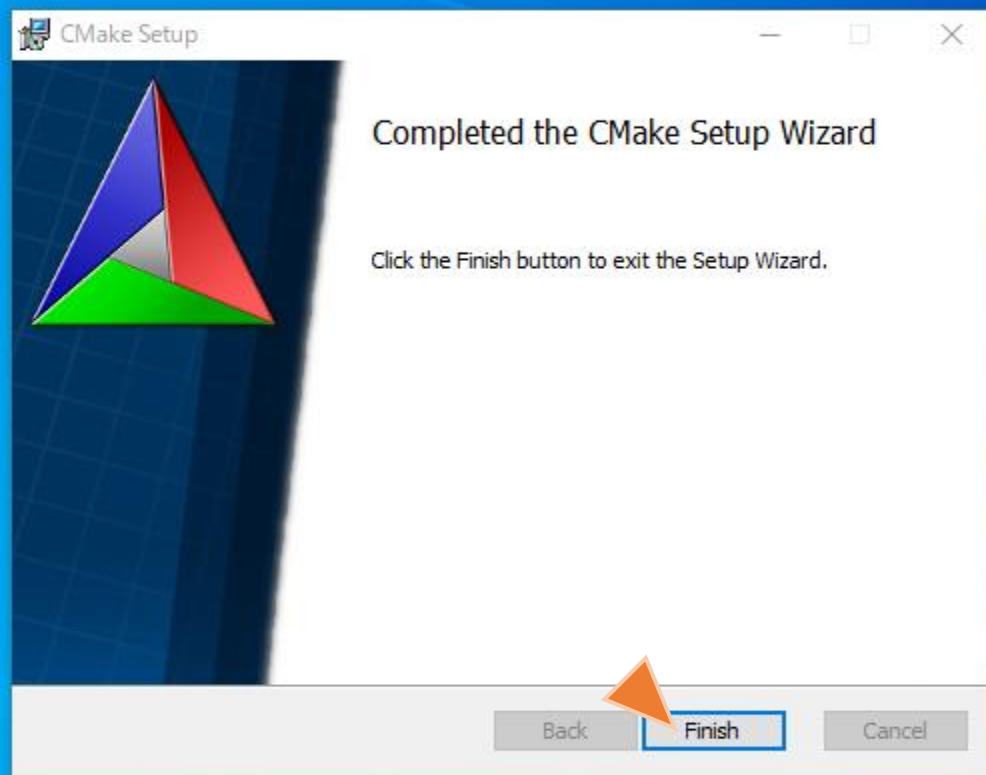 CMake Setup
Completed the CMake Setup Wizard
Click the Finish button to exit the Setup Wizard.
Back Finish Cancel